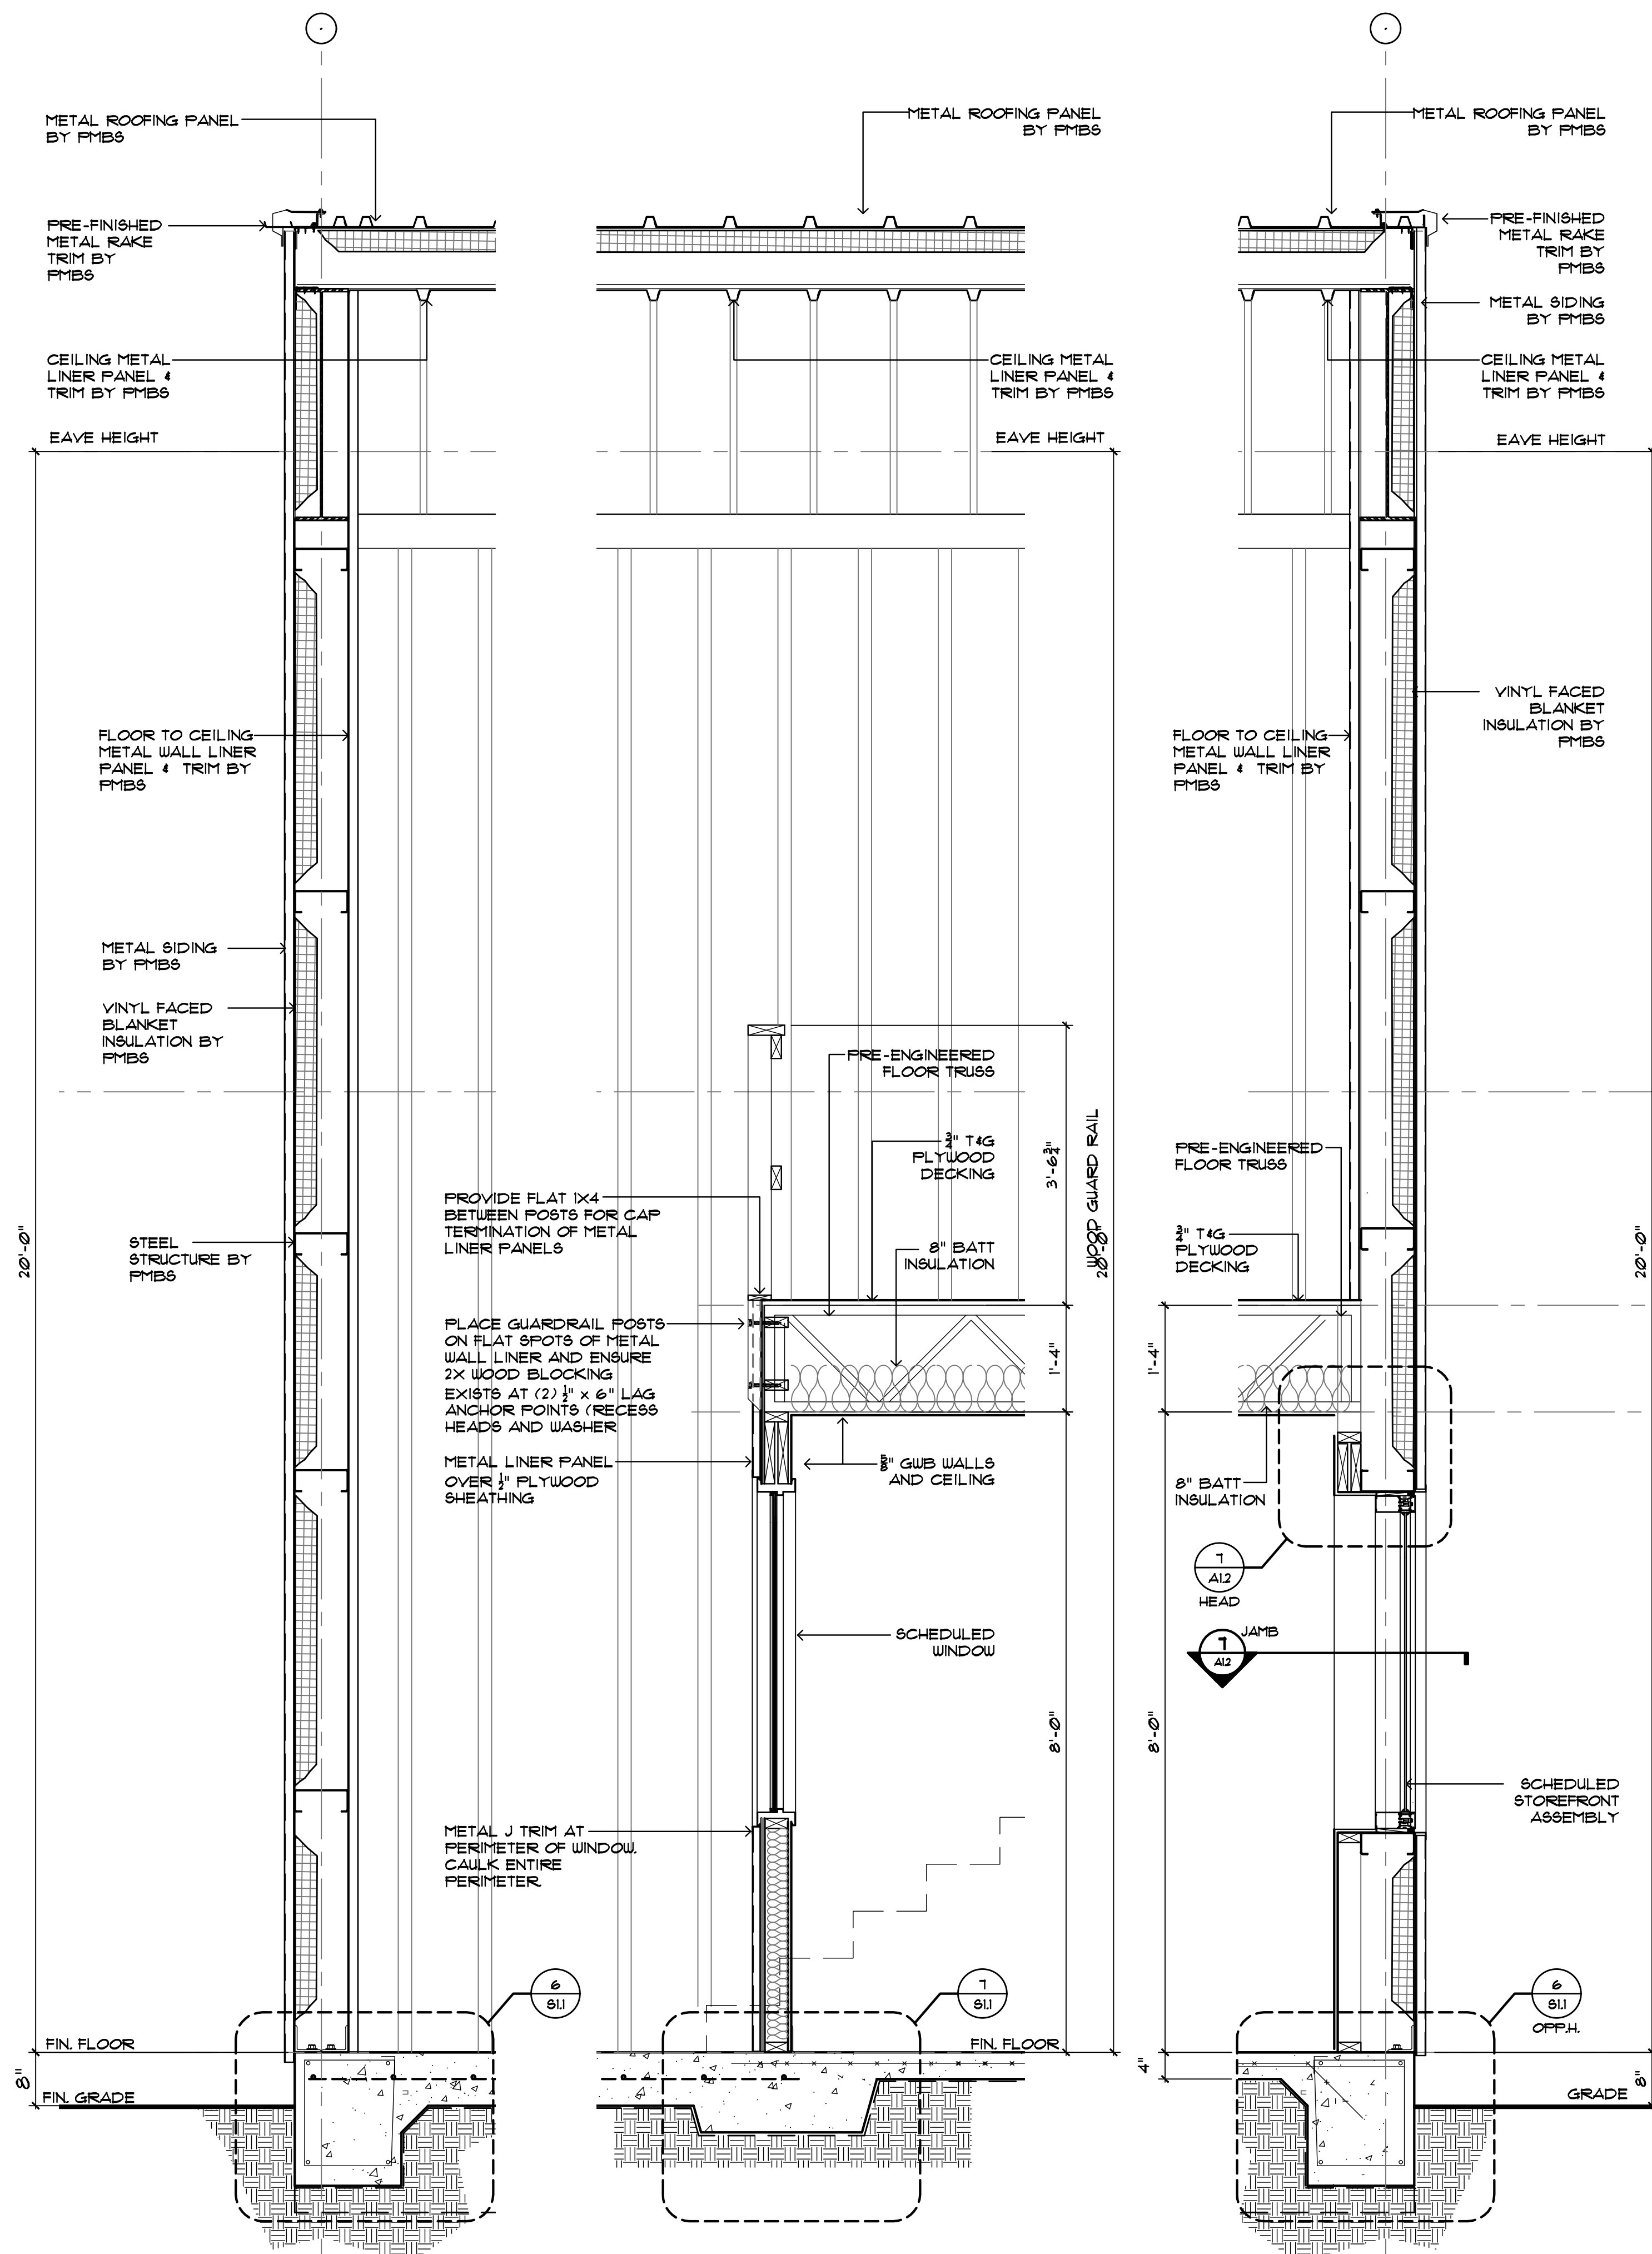 METAL ROOFING PANEL
BY PMBS
METAL ROOFING PANEL
BY PMBS
METAL ROOFING PANEL
BY PMBS
PRE-FINISHED
METAL RAKE
TRIM BY
PMBS
PRE-FINISHED
METAL RAKE
TRIM BY
PMBS
METAL SIDING
BY PMBS
CEILING METAL
LINER PANEL &
TRIM BY PMBS
CEILING METAL
LINER PANEL &
TRIM BY PMBS
CEILING METAL
LINER PANEL &
TRIM BY PMBS
EAVE HEIGHT
EAVE HEIGHT
EAVE HEIGHT
VINYL FACED
BLANKET
INSULATION BY
PMBS
FLOOR TO CEILING
METAL WALL LINER
PANEL & TRIM BY
PMBS
FLOOR TO CEILING
METAL WALL LINER
PANEL & TRIM BY
PMBS
METAL SIDING
BY PMBS
VINYL FACED
BLANKET
INSULATION BY
PMBS
STEEL
STRUCTURE BY
PMBS
20'-0"
PRE-ENGINEERED
FLOOR TRUSS
3/4" T&G
PLYWOOD
DECKING
8" BATT
INSULATION
3'-6 3/4"
WOOD GUARD RAIL
20'-0"
PRE-ENGINEERED
FLOOR TRUSS
3/4" T&G
PLYWOOD
DECKING
20'-0"
PROVIDE FLAT 1X4
BETWEEN POSTS FOR CAP
TERMINATION OF METAL
LINER PANELS
PLACE GUARDRAIL POSTS
ON FLAT SPOTS OF METAL
WALL LINER AND ENSURE
2X WOOD BLOCKING
EXISTS AT (2) 1/2" x 6" LAG
ANCHOR POINTS (RECESS
HEADS AND WASHER
METAL LINER PANEL
OVER 1/2" PLYWOOD
SHEATHING
1'-4"
1'-4"
5/8" GWB WALLS
AND CEILING
8" BATT
INSULATION
7
A1.2
HEAD
JAMB
7
A1.2
SCHEDULED
WINDOW
8'-0"
8'-0"
SCHEDULED
STOREFRONT
ASSEMBLY
METAL J TRIM AT
PERIMETER OF WINDOW.
CAULK ENTIRE
PERIMETER.
6
S1.1
7
S1.1
6
S1.1
OPP.H.
FIN. FLOOR
FIN. FLOOR
8"
4"
8"
FIN. GRADE
GRADE